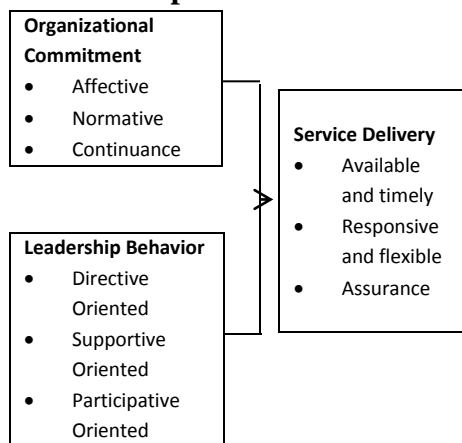 Organizational
Commitment
• Affective
• Normative
• Continuance
Service Delivery
• Available
and timely
• Responsive
and flexible
• Assurance
Leadership Behavior
• Directive
Oriented
• Supportive
Oriented
• Participative
Oriented